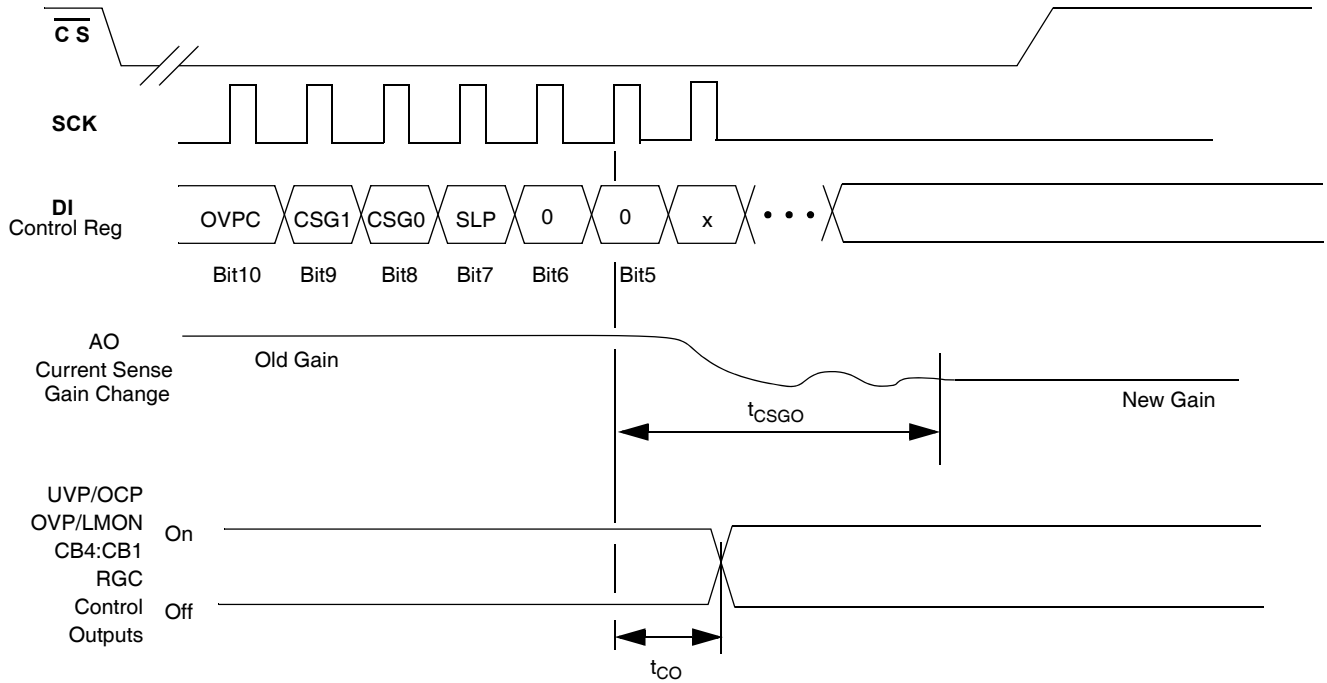 C S
SCK
DI
Control Reg
OVPC CSG1 CSG0 SLP 0 0 x • • •
Bit10 Bit9 Bit8 Bit7 Bit6 Bit5
AO
Current Sense
Gain Change
Old Gain
New Gain
tCSGO
UVP/OCP
OVP/LMON
CB4:CB1
RGC
Control
Outputs
On
Off
tCO